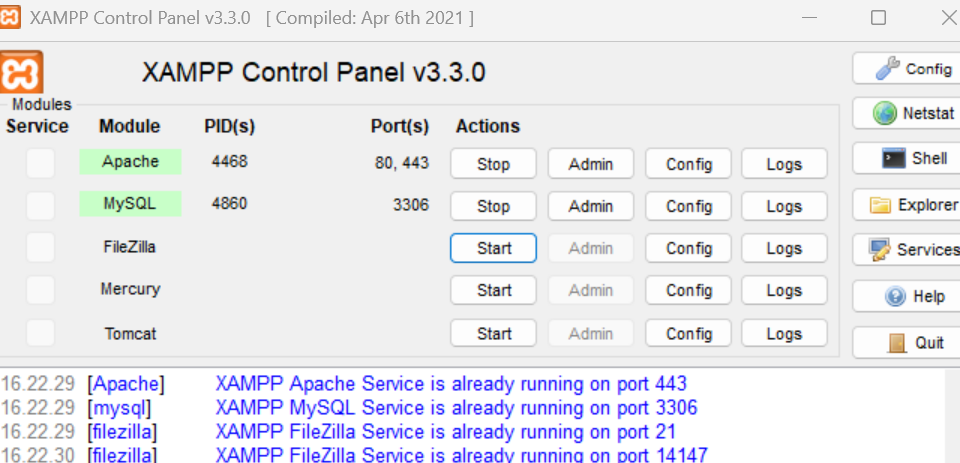 XAMPP Control Panel v3.3.0 [ Compiled: Apr 6th 2021 ]
XAMPP Control Panel v3.3.0
Config
Modules
Service Module PID(s) Port(s) Actions
Netstat
Apache 4468 80, 443 Stop Admin Config Logs
Shell
MySQL 4860 3306 Stop Admin Config Logs
Explorer
FileZilla Start Admin Config Logs
Services
Mercury Start Admin Config Logs
Help
Tomcat Start Admin Config Logs
Quit
16.22.29 [Apache] XAMPP Apache Service is already running on port 443
16.22.29 [mysql] XAMPP MySQL Service is already running on port 3306
16.22.29 [filezilla] XAMPP FileZilla Service is already running on port 21
16.22.30 [filezilla] XAMPP FileZilla Service is already running on port 14147